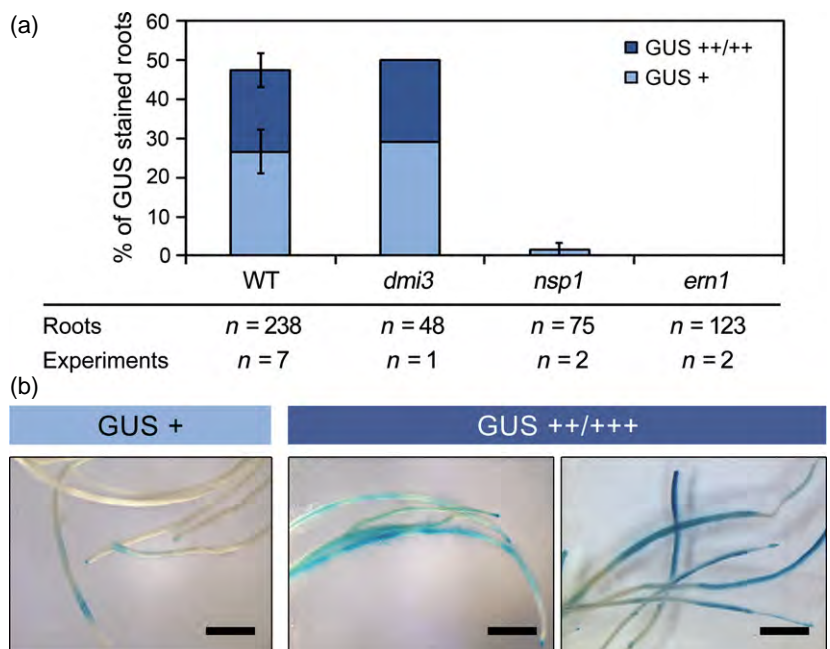 (a)
% of GUS stained roots
60
50
40
30
20
10
0
GUS ++/++
GUS +
WT dmi3 nsp1 ern1
Roots n = 238 n = 48 n = 75 n = 123
Experiments n = 7 n = 1 n = 2 n = 2
(b)
GUS + GUS ++/+++